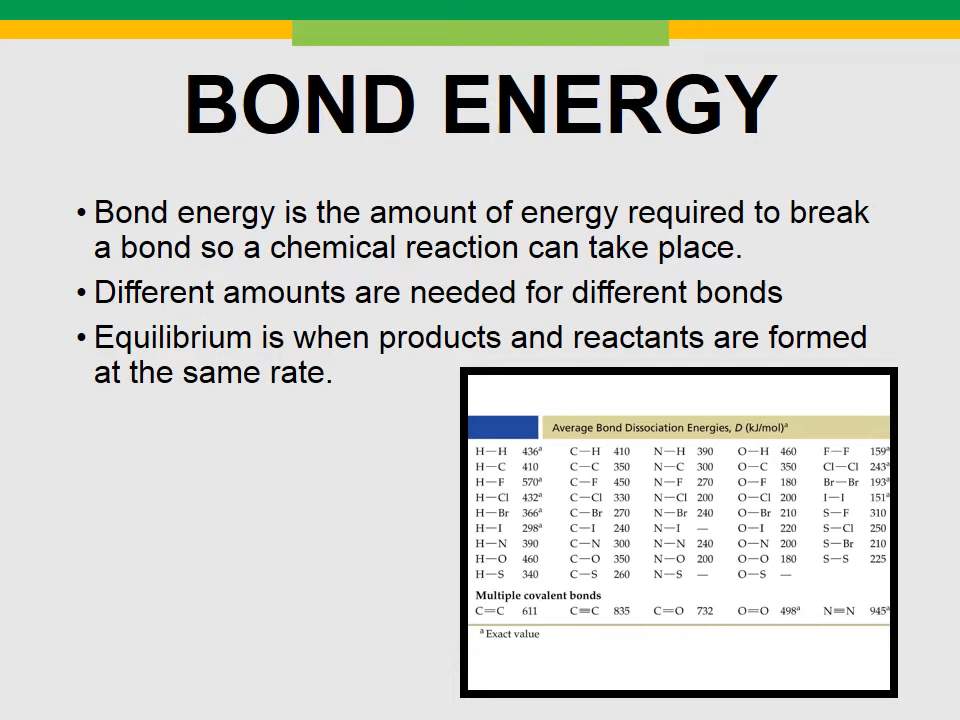 BOND ENERGY
• Bond energy is the amount of energy required to break
a bond so a chemical reaction can take place.
• Different amounts are needed for different bonds
• Equilibrium is when products and reactants are formed
at the same rate.
Average Bond Dissociation Energies, D (kJ/mol)ᵃ
H—H 436ᵃ C—H 410 N—H 390 O—H 460 F—F 159ᵃ
H—C 410 C—C 350 N—C 300 O—C 350 Cl—Cl 243ᵃ
H—F 570ᵃ C—F 450 N—F 270 O—F 180 Br—Br 193ᵃ
H—Cl 432ᵃ C—Cl 330 N—Cl 200 O—Cl 200 I—I 151ᵃ
H—Br 366ᵃ C—Br 270 N—Br 240 O—Br 210 S—F 310
H—I 298ᵃ C—I 240 N—I — O—I 220 S—Cl 250
H—N 390 C—N 300 N—N 240 O—N 200 S—Br 210
H—O 460 C—O 350 N—O 200 O—O 180 S—S 225
H—S 340 C—S 260 N—S — O—S —
Multiple covalent bonds
C=C 611 C≡C 835 C=O 732 O=O 498ᵃ N≡N 945ᵃ
ᵃ Exact value